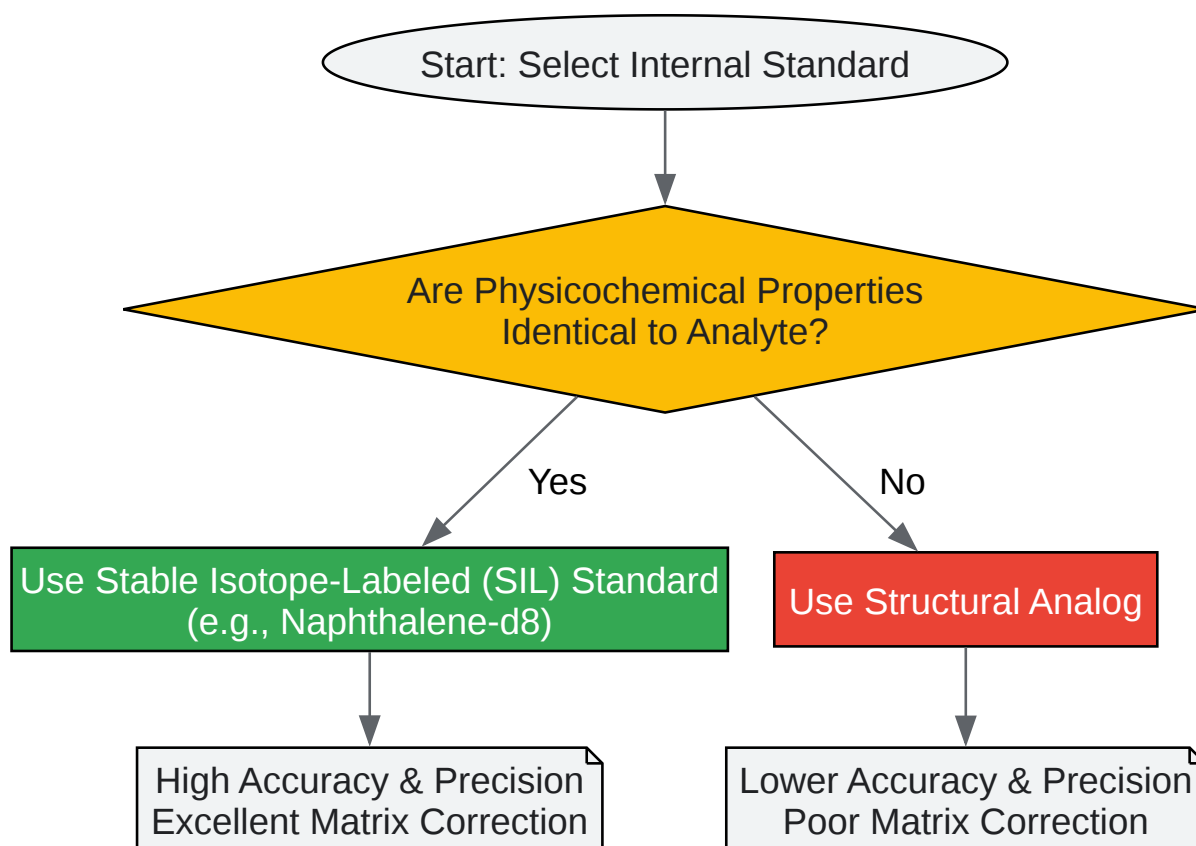 Start: Select Internal Standard
Are Physicochemical Properties
Identical to Analyte?
Yes
No
Use Stable Isotope-Labeled (SIL) Standard
(e.g., Naphthalene-d8)
Use Structural Analog
High Accuracy & Precision
Excellent Matrix Correction
Lower Accuracy & Precision
Poor Matrix Correction